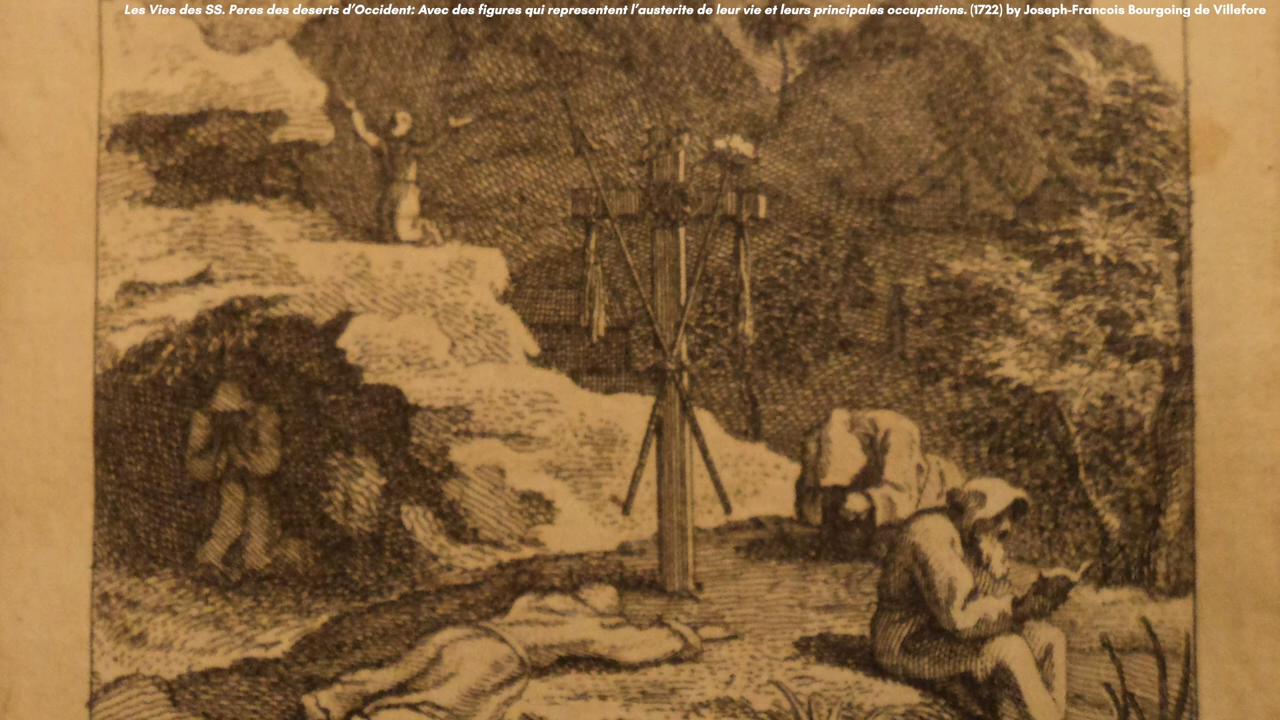 Les Vies des SS. Peres des deserts d'Occident: Avec des figures qui representent l'austerite de leur vie et leurs principales occupations. (1722) by Joseph-Francois Bourgoing de Villefore